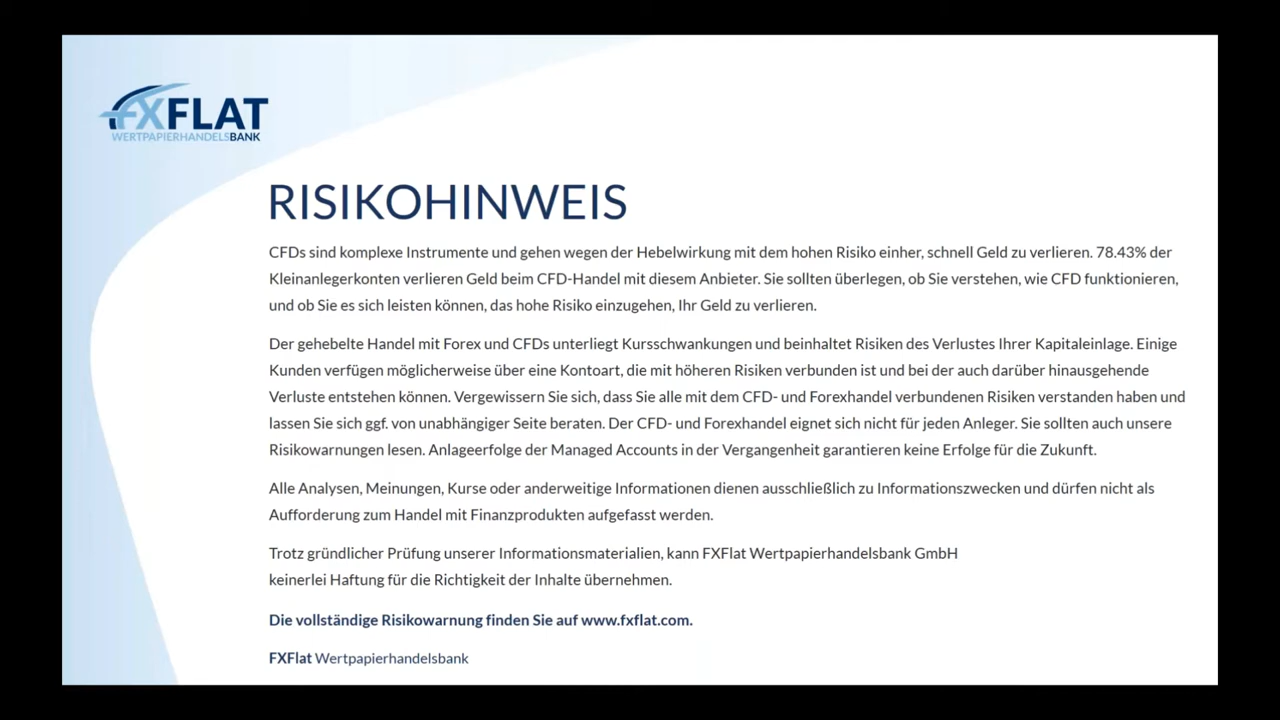 FXFLAT
WERTPAPIERHANDELSBANK
RISIKOHINWEIS
CFDs sind komplexe Instrumente und gehen wegen der Hebelwirkung mit dem hohen Risiko einher, schnell Geld zu verlieren. 78.43% der
Kleinanlegerkonten verlieren Geld beim CFD-Handel mit diesem Anbieter. Sie sollten überlegen, ob Sie verstehen, wie CFD funktionieren,
und ob Sie es sich leisten können, das hohe Risiko einzugehen, Ihr Geld zu verlieren.
Der gehebelte Handel mit Forex und CFDs unterliegt Kursschwankungen und beinhaltet Risiken des Verlustes Ihrer Kapitaleinlage. Einige
Kunden verfügen möglicherweise über eine Kontoart, die mit höheren Risiken verbunden ist und bei der auch darüber hinausgehende
Verluste entstehen können. Vergewissern Sie sich, dass Sie alle mit dem CFD- und Forexhandel verbundenen Risiken verstanden haben und
lassen Sie sich ggf. von unabhängiger Seite beraten. Der CFD- und Forexhandel eignet sich nicht für jeden Anleger. Sie sollten auch unsere
Risikowarnungen lesen. Anlageerfolge der Managed Accounts in der Vergangenheit garantieren keine Erfolge für die Zukunft.
Alle Analysen, Meinungen, Kurse oder anderweitige Informationen dienen ausschließlich zu Informationszwecken und dürfen nicht als
Aufforderung zum Handel mit Finanzprodukten aufgefasst werden.
Trotz gründlicher Prüfung unserer Informationsmaterialien, kann FXFlat Wertpapierhandelsbank GmbH
keinerlei Haftung für die Richtigkeit der Inhalte übernehmen.
Die vollständige Risikowarnung finden Sie auf www.fxflat.com.
FXFlat Wertpapierhandelsbank